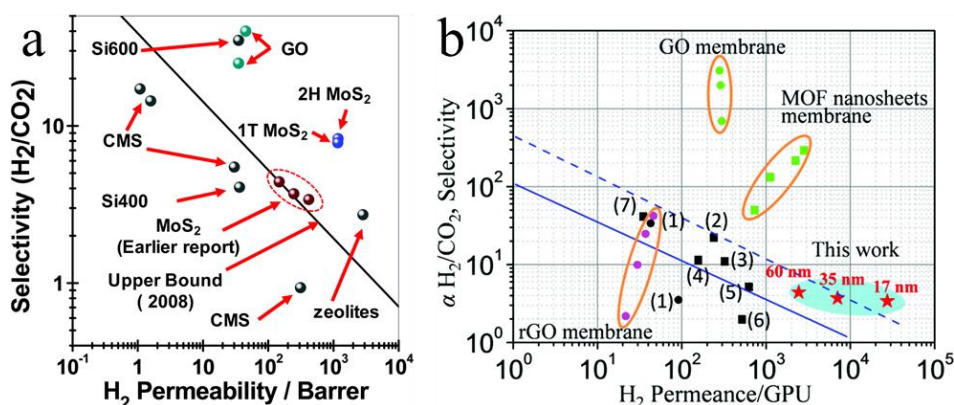 a
Selectivity (H2/CO2)
10
1
Si600
GO
2H MoS₂
1T MoS₂
CMS
Si400
MoS₂
(Earlier report)
Upper Bound
( 2008)
CMS
zeolites
10⁻¹ 10⁰ 10¹ 10² 10³ 10⁴
H₂ Permeability / Barrer
b
α H₂/CO₂, Selectivity
10⁴
10³
10²
10¹
10⁰
GO membrane
MOF nanosheets
membrane
(7) (1) (2)
(3)
(4)
(1) (5)
(6)
This work
60 nm 35 nm 17 nm
rGO membrane
10⁰ 10¹ 10² 10³ 10⁴ 10⁵
H₂ Permeance/GPU